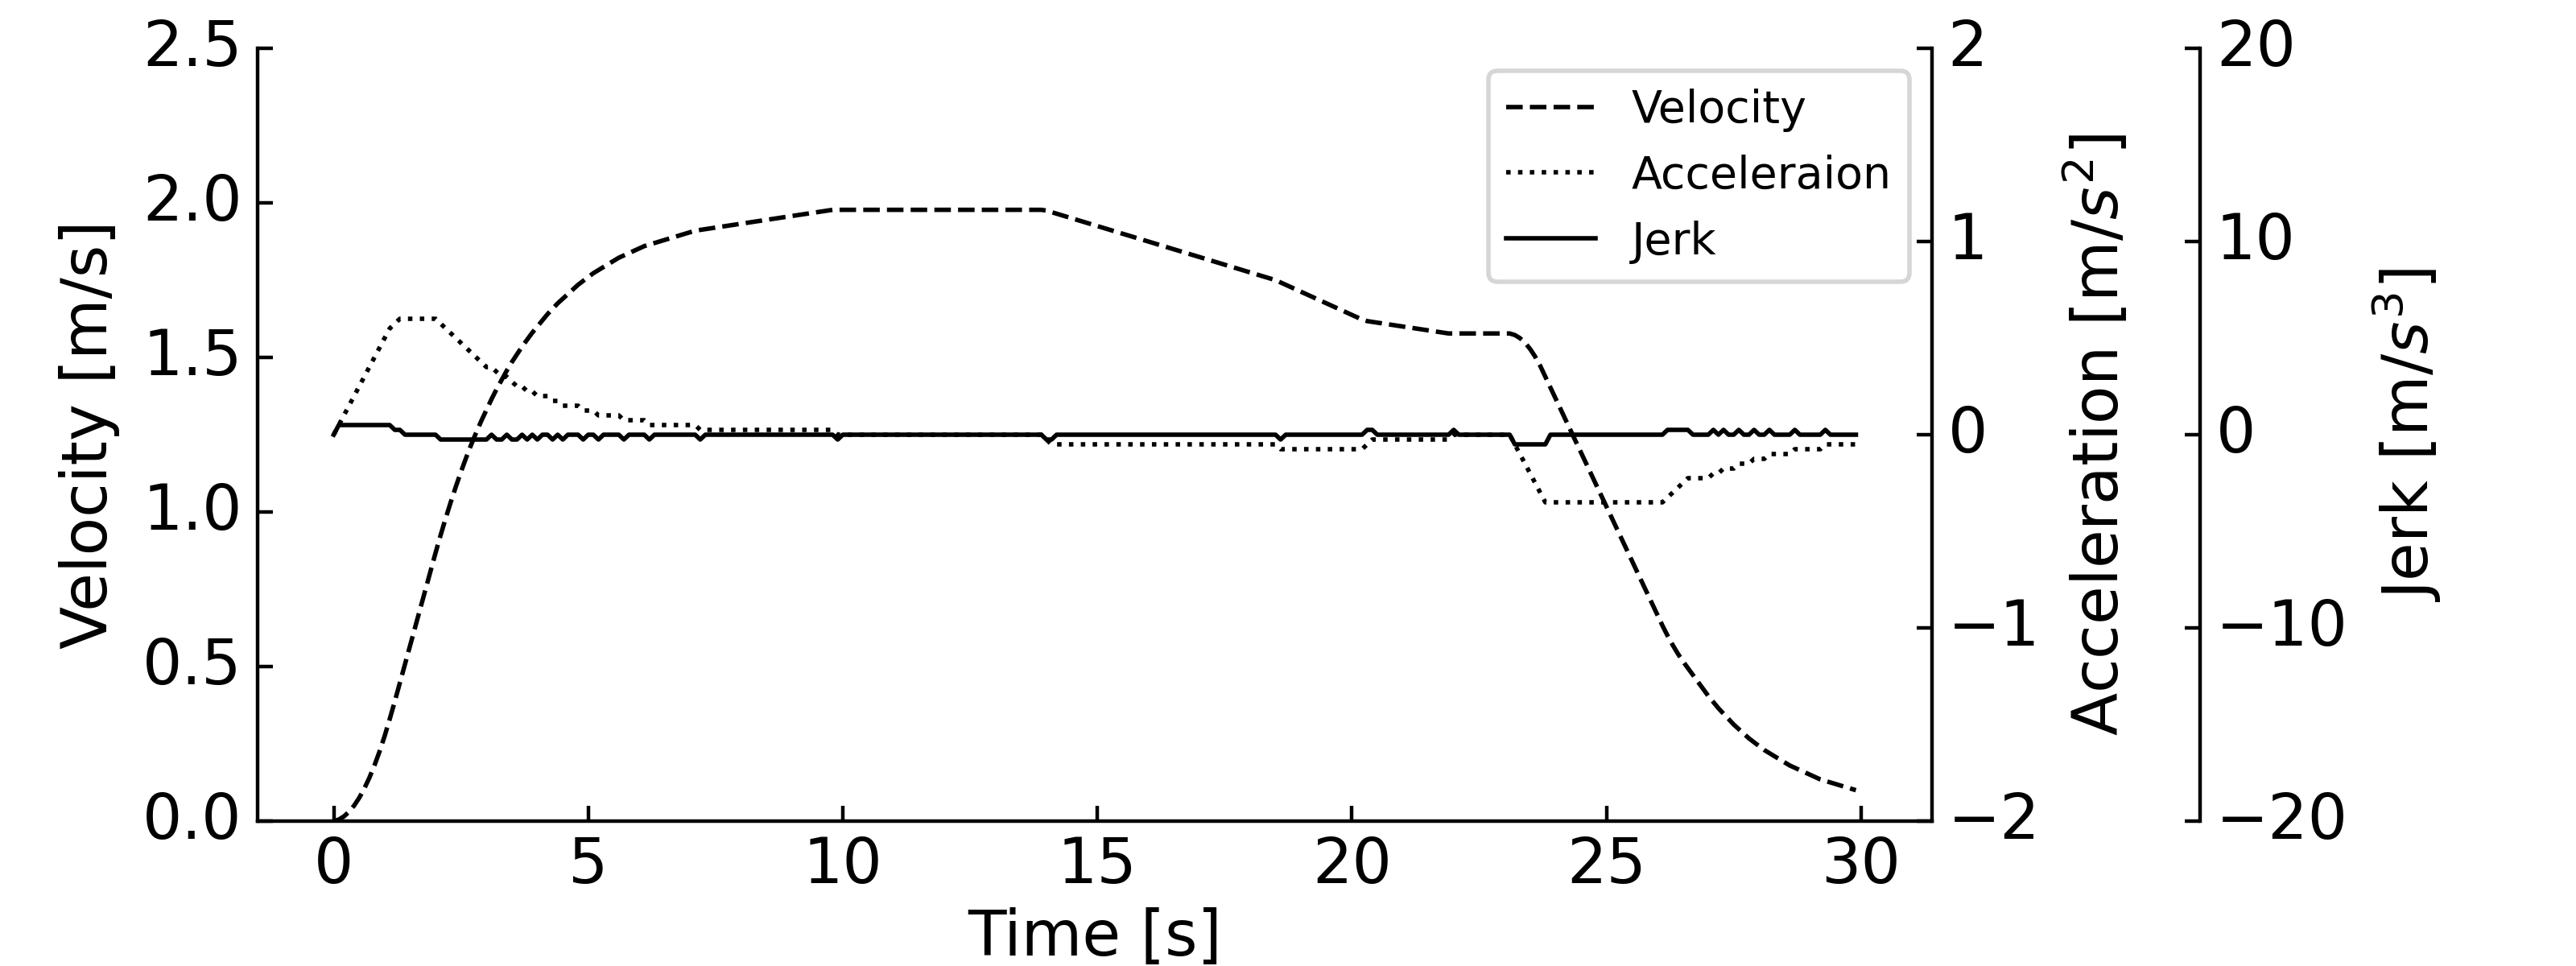 Velocity [m/s]
2.5
2.0
1.5
1.0
0.5
0.0
0 5 10 15 20 25 30
Time [s]
Velocity
Acceleraion
Jerk
2
1
0
−1
−2
Acceleration [m/s²]
20
10
0
−10
−20
Jerk [m/s³]